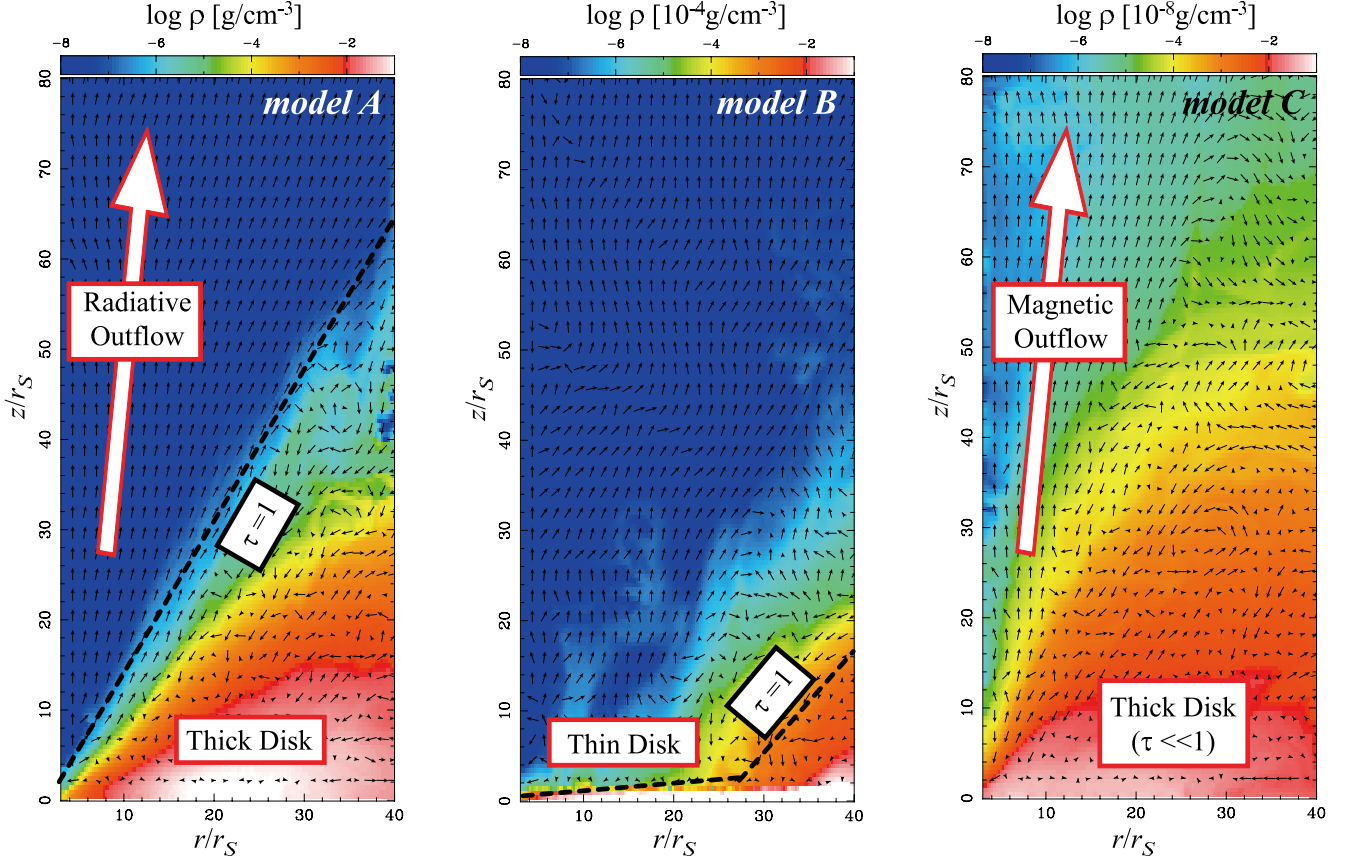 log ρ [g/cm⁻³]
−8 −6 −4 −2
model A
Radiative
Outflow
τ =1
Thick Disk
z/r_S
0 10 20 30 40 50 60 70 80
10 20 30 40
r/r_S
log ρ [10⁻⁴g/cm⁻³]
−8 −6 −4 −2
model B
τ =1
Thin Disk
z/r_S
0 10 20 30 40 50 60 70 80
10 20 30 40
r/r_S
log ρ [10⁻⁸g/cm⁻³]
−8 −6 −4 −2
model C
Magnetic
Outflow
Thick Disk
(τ <<1)
z/r_S
0 10 20 30 40 50 60 70 80
10 20 30 40
r/r_S